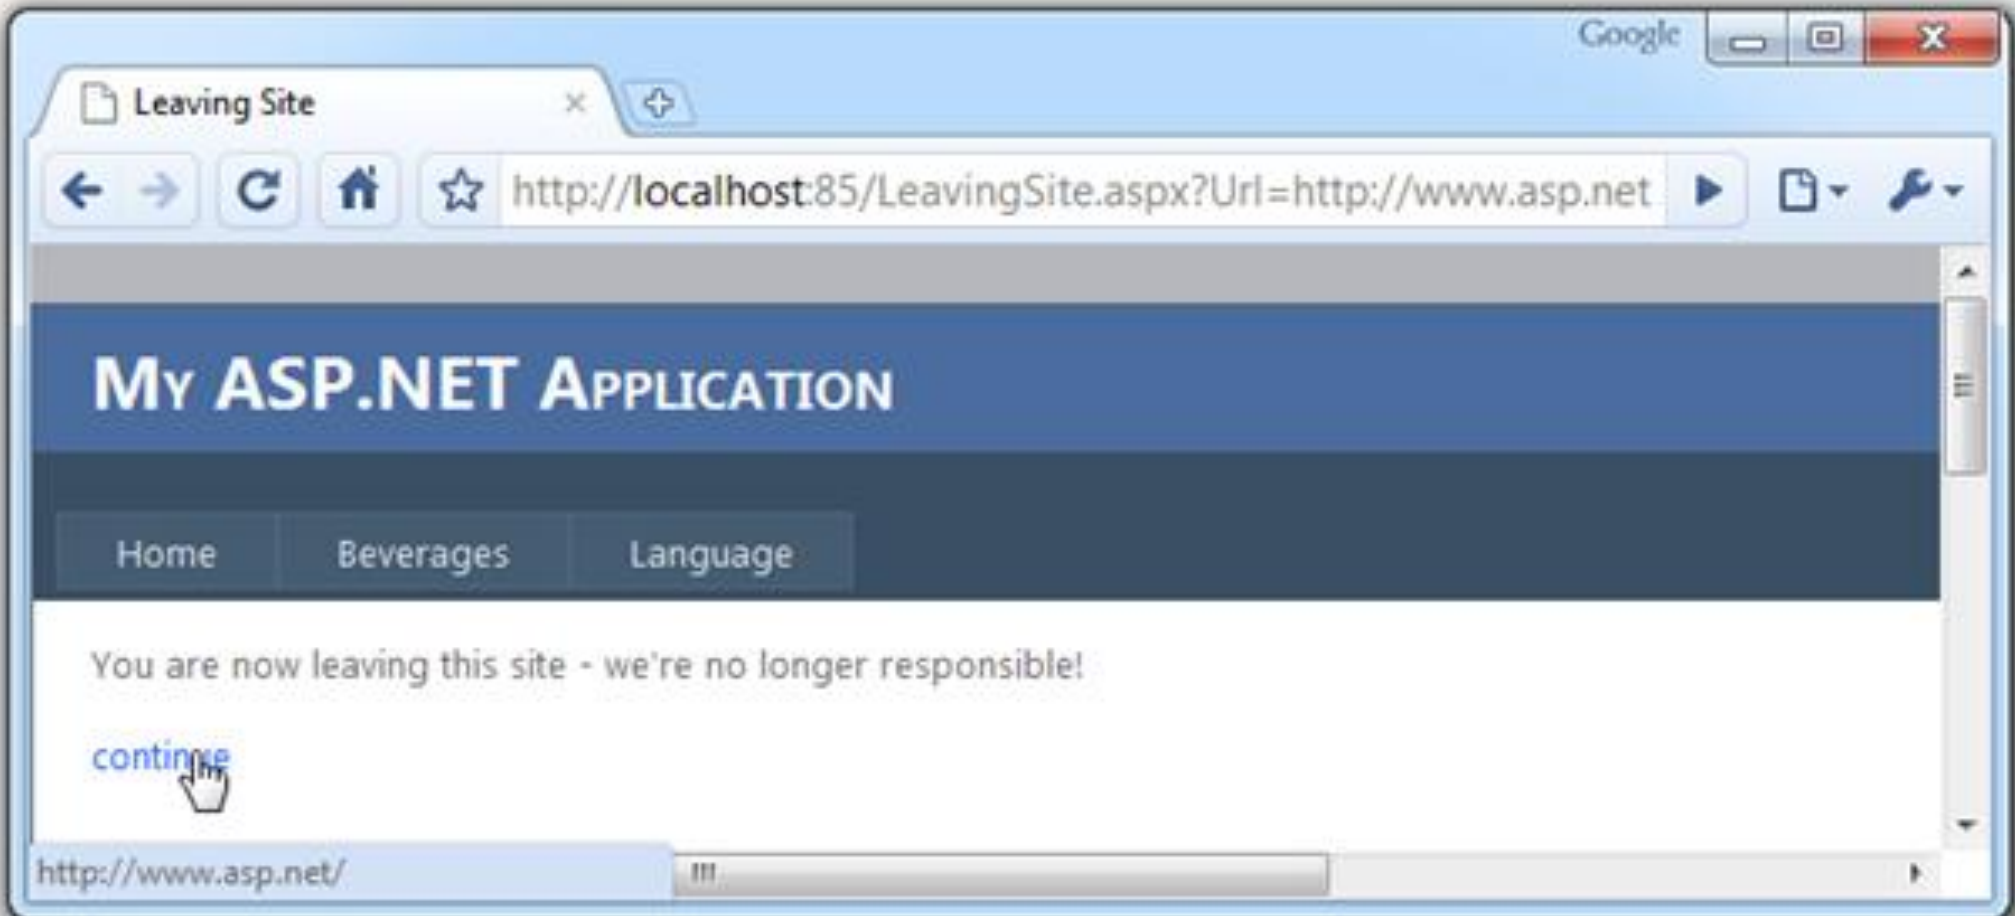 Google
Leaving Site
http://localhost:85/LeavingSite.aspx?Url=http://www.asp.net
My ASP.NET Application
Home Beverages Language
You are now leaving this site - we're no longer responsible!
continue
http://www.asp.net/